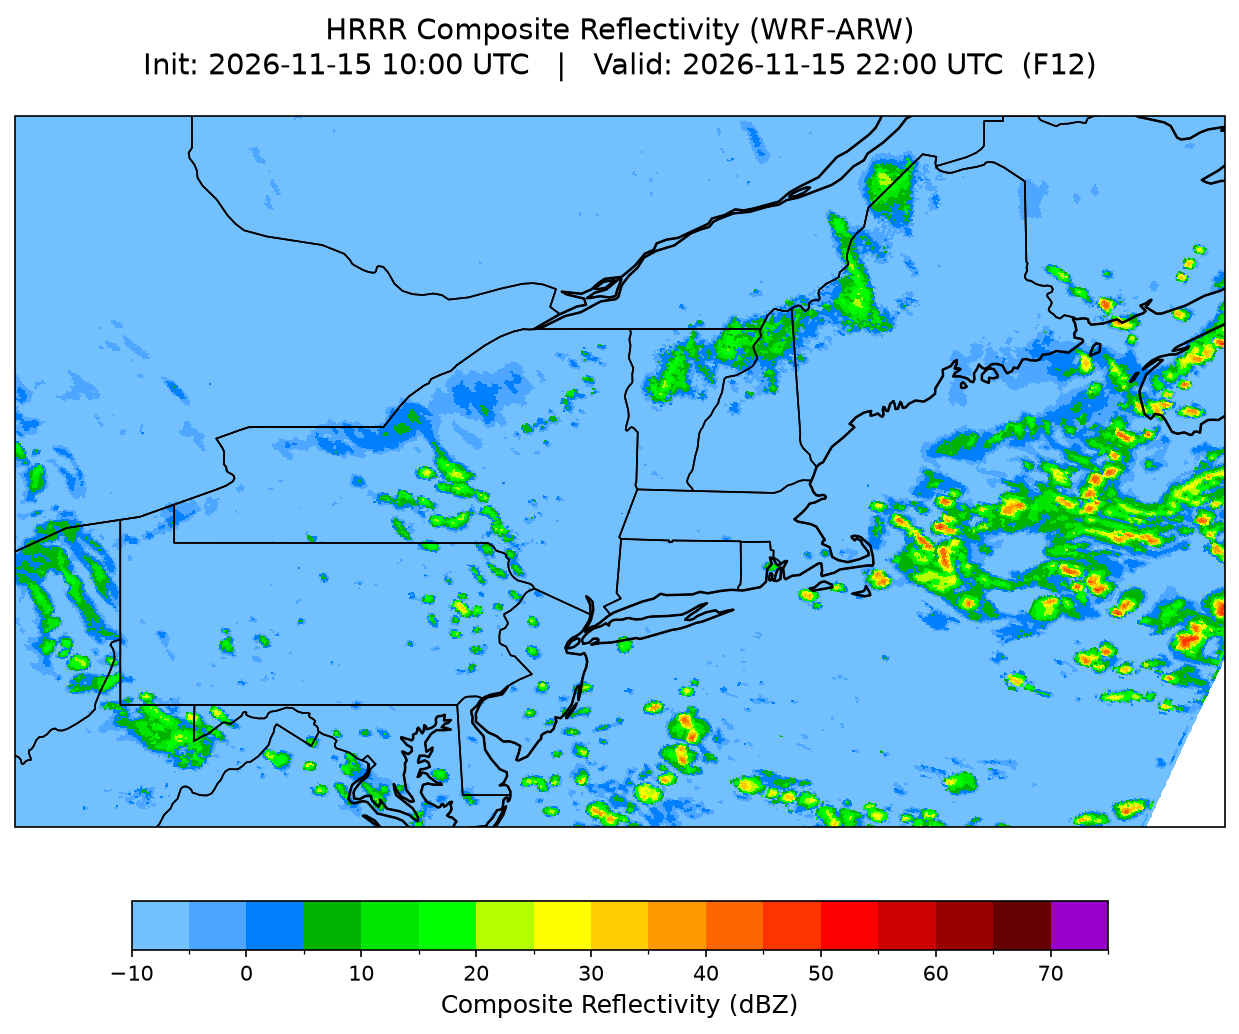 HRRR Composite Reflectivity (WRF-ARW)
Init: 2026-11-15 10:00 UTC   |   Valid: 2026-11-15 22:00 UTC  (F12)
−10 0 10 20 30 40 50 60 70
Composite Reflectivity (dBZ)